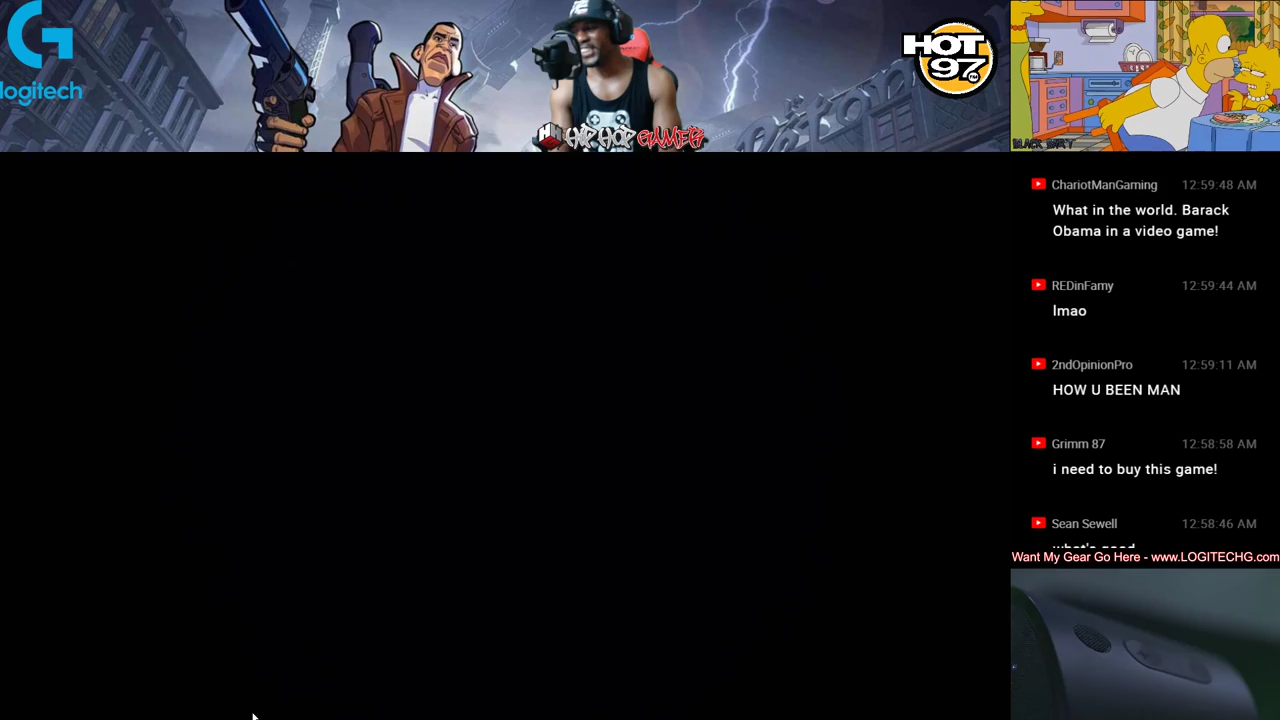 logitech
HOT
97
FM
HIP HOP GAMER
ChariotManGaming 12:59:48 AM
What in the world. Barack
Obama in a video game!
REDinFamy 12:59:44 AM
lmao
2ndOpinionPro 12:59:11 AM
HOW U BEEN MAN
Grimm 87 12:58:58 AM
i need to buy this game!
Sean Sewell 12:58:46 AM
what's good
Want My Gear Go Here - www.LOGITECHG.com